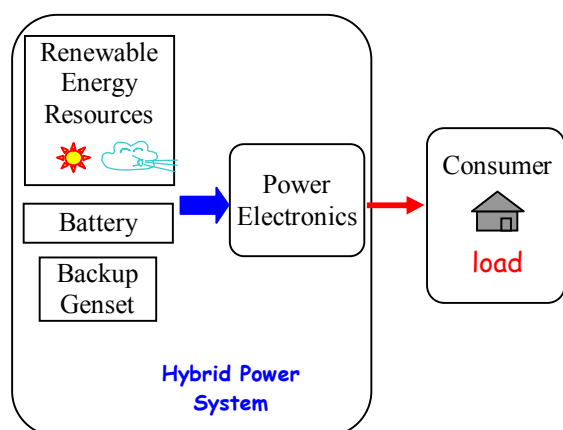 Renewable
Energy
Resources
Battery
Backup
Genset
Power
Electronics
Consumer
load
Hybrid Power
System